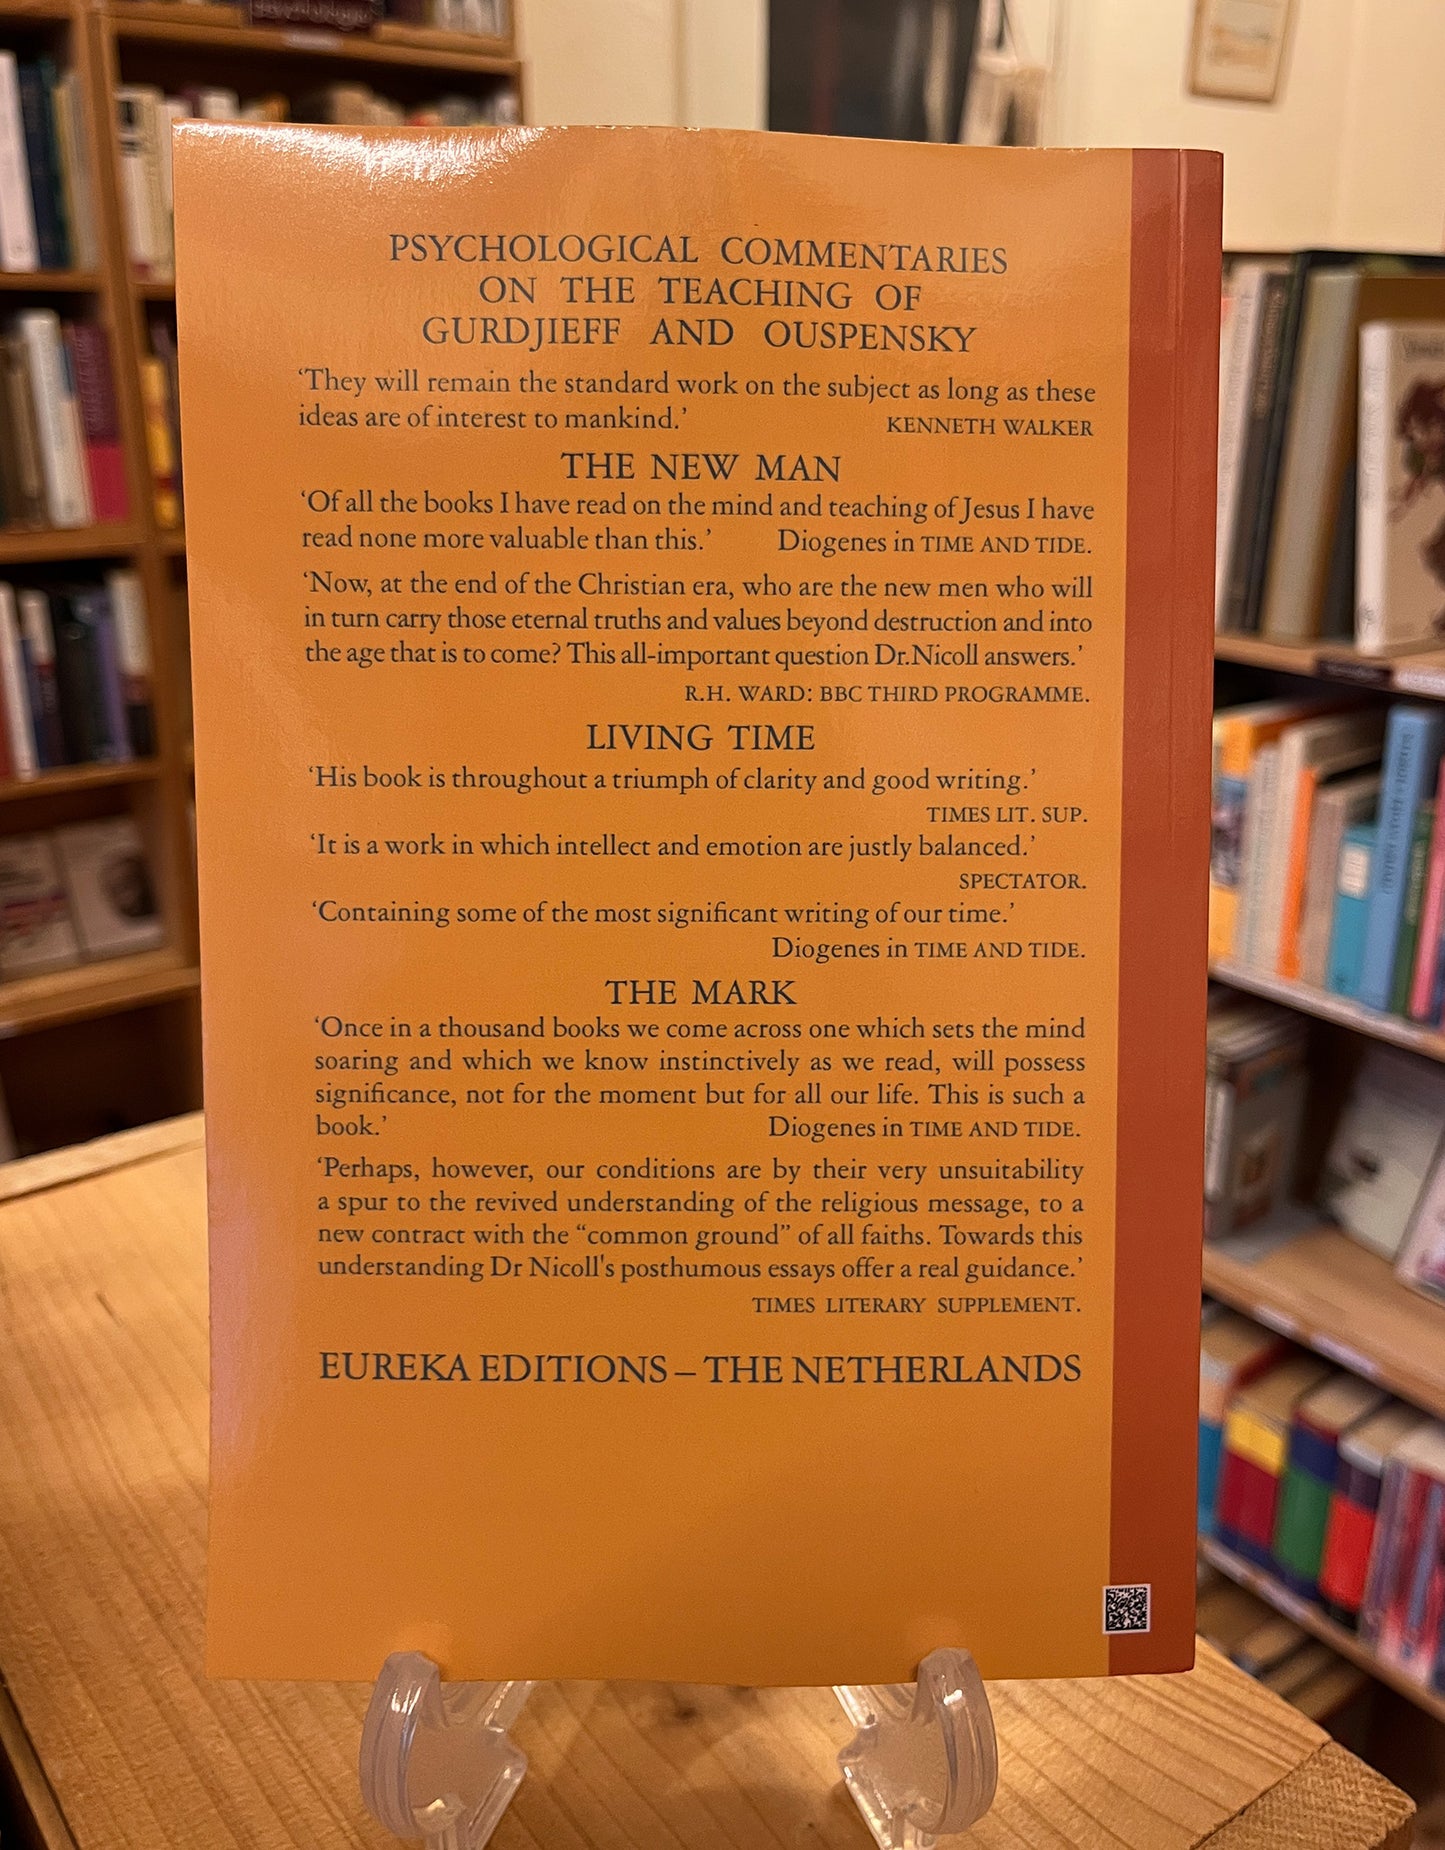 PSYCHOLOGICAL COMMENTARIES
ON THE TEACHING OF
GURDJIEFF AND OUSPENSKY
‘They will remain the standard work on the subject as long as these
ideas are of interest to mankind.’ KENNETH WALKER
THE NEW MAN
‘Of all the books I have read on the mind and teaching of Jesus I have
read none more valuable than this.’ Diogenes in TIME AND TIDE.
‘Now, at the end of the Christian era, who are the new men who will
in turn carry those eternal truths and values beyond destruction and into
the age that is to come? This all-important question Dr.Nicoll answers.’
R.H. WARD: BBC THIRD PROGRAMME.
LIVING TIME
‘His book is throughout a triumph of clarity and good writing.’
TIMES LIT. SUP.
‘It is a work in which intellect and emotion are justly balanced.’
SPECTATOR.
‘Containing some of the most significant writing of our time.’
Diogenes in TIME AND TIDE.
THE MARK
‘Once in a thousand books we come across one which sets the mind
soaring and which we know instinctively as we read, will possess
significance, not for the moment but for all our life. This is such a
book.’ Diogenes in TIME AND TIDE.
‘Perhaps, however, our conditions are by their very unsuitability
a spur to the revived understanding of the religious message, to a
new contract with the “common ground” of all faiths. Towards this
understanding Dr Nicoll's posthumous essays offer a real guidance.’
TIMES LITERARY SUPPLEMENT.
EUREKA EDITIONS – THE NETHERLANDS